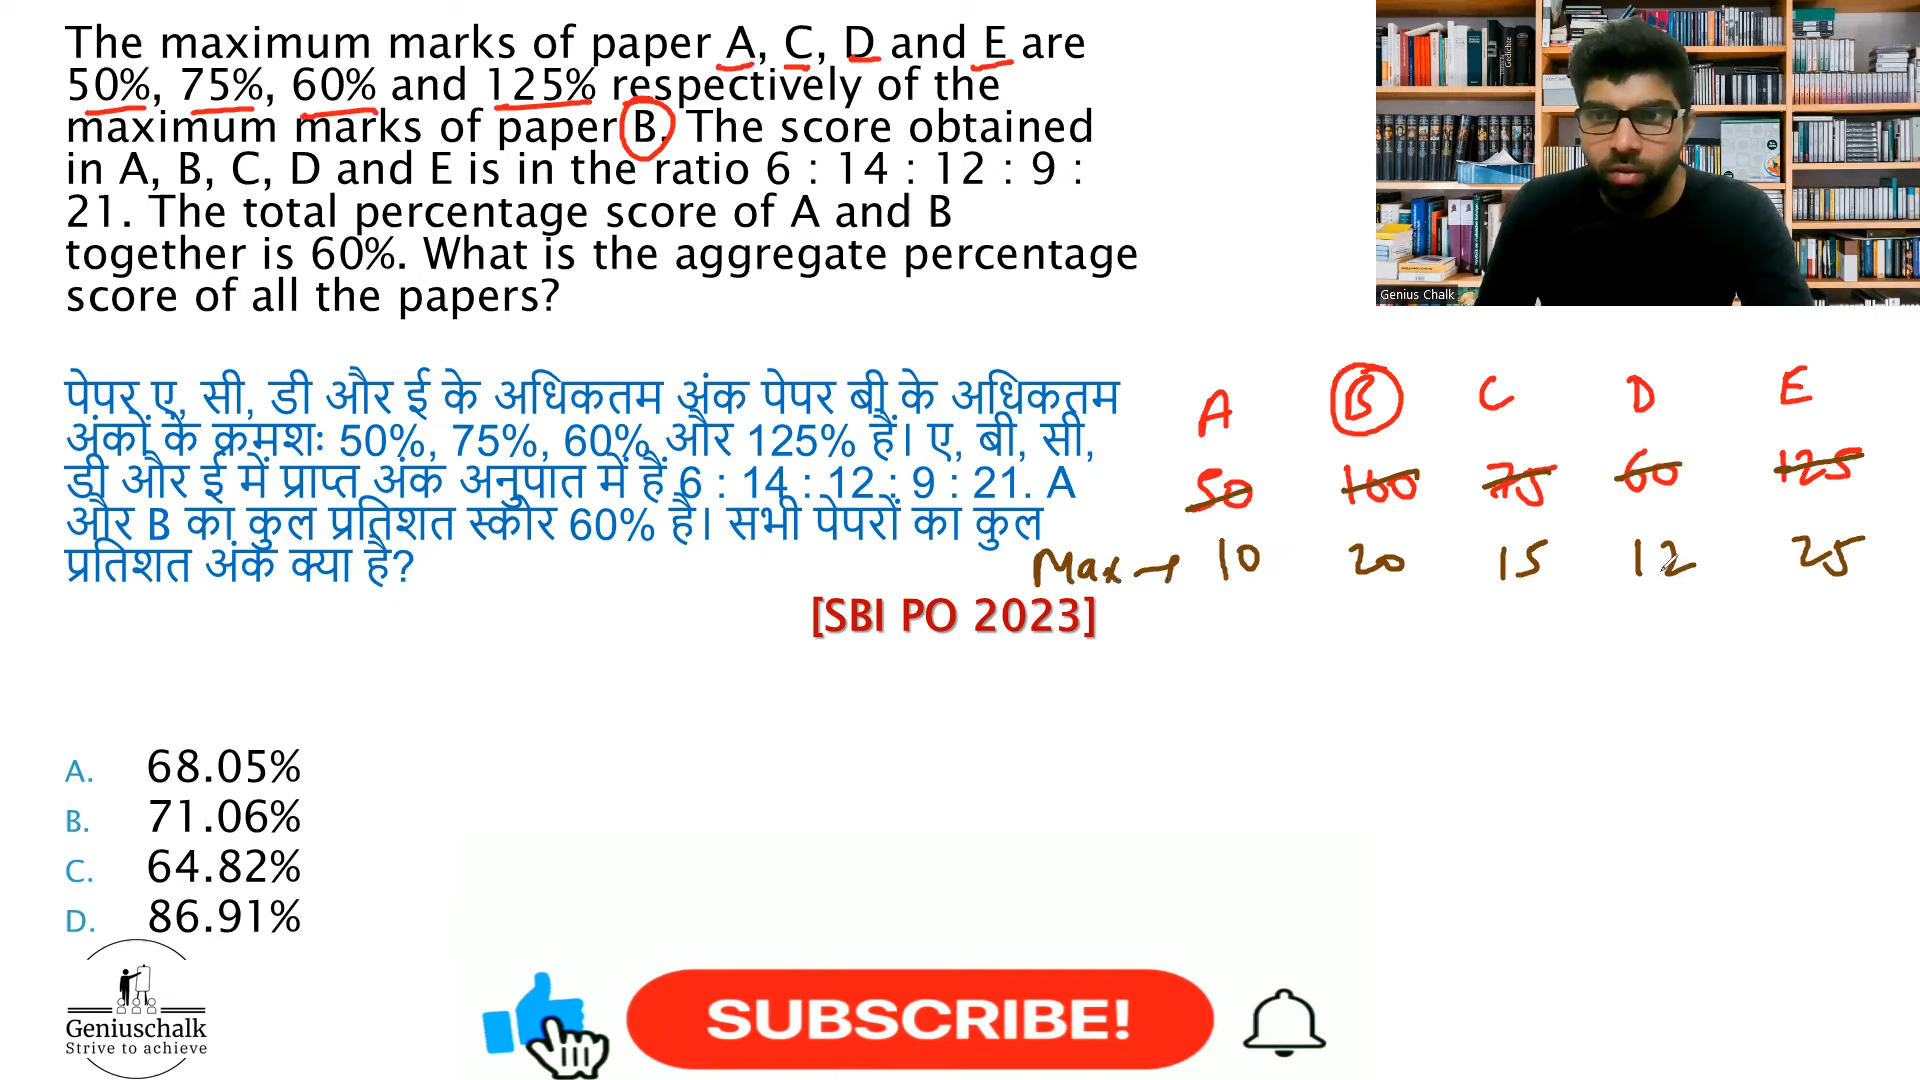 The maximum marks of paper A, C, D and E are
50%, 75%, 60% and 125% respectively of the
maximum marks of paper B. The score obtained
in A, B, C, D and E is in the ratio 6 : 14 : 12 : 9 :
21. The total percentage score of A and B
together is 60%. What is the aggregate percentage
score of all the papers?
Genius Chalk
पेपर ए, सी, डी और ई के अधिकतम अंक पेपर बी के अधिकतम
अंकों के क्रमशः 50%, 75%, 60% और 125% हैं। ए, बी, सी,
डी और ई में प्राप्त अंक अनुपात में हैं 6 : 14 : 12 : 9 : 21. A
और B का कुल प्रतिशत स्कोर 60% है। सभी पेपरों का कुल
प्रतिशत अंक क्या है?
A B C D E
50 100 75 60 125
Max → 10 20 15 12 25
[SBI PO 2023]
A. 68.05%
B. 71.06%
C. 64.82%
D. 86.91%
Geniuschalk
Strive to achieve
SUBSCRIBE!